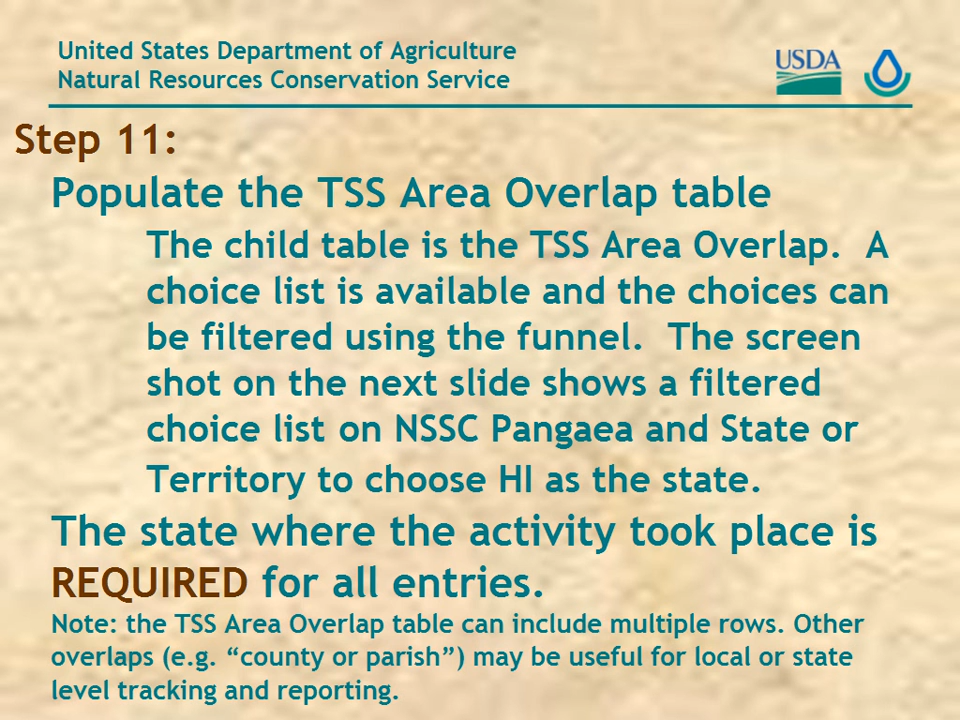 United States Department of Agriculture
Natural Resources Conservation Service
USDA
Step 11:
Populate the TSS Area Overlap table
The child table is the TSS Area Overlap.  A
choice list is available and the choices can
be filtered using the funnel.  The screen
shot on the next slide shows a filtered
choice list on NSSC Pangaea and State or
Territory to choose HI as the state.
The state where the activity took place is
REQUIRED for all entries.
Note: the TSS Area Overlap table can include multiple rows. Other
overlaps (e.g. “county or parish”) may be useful for local or state
level tracking and reporting.